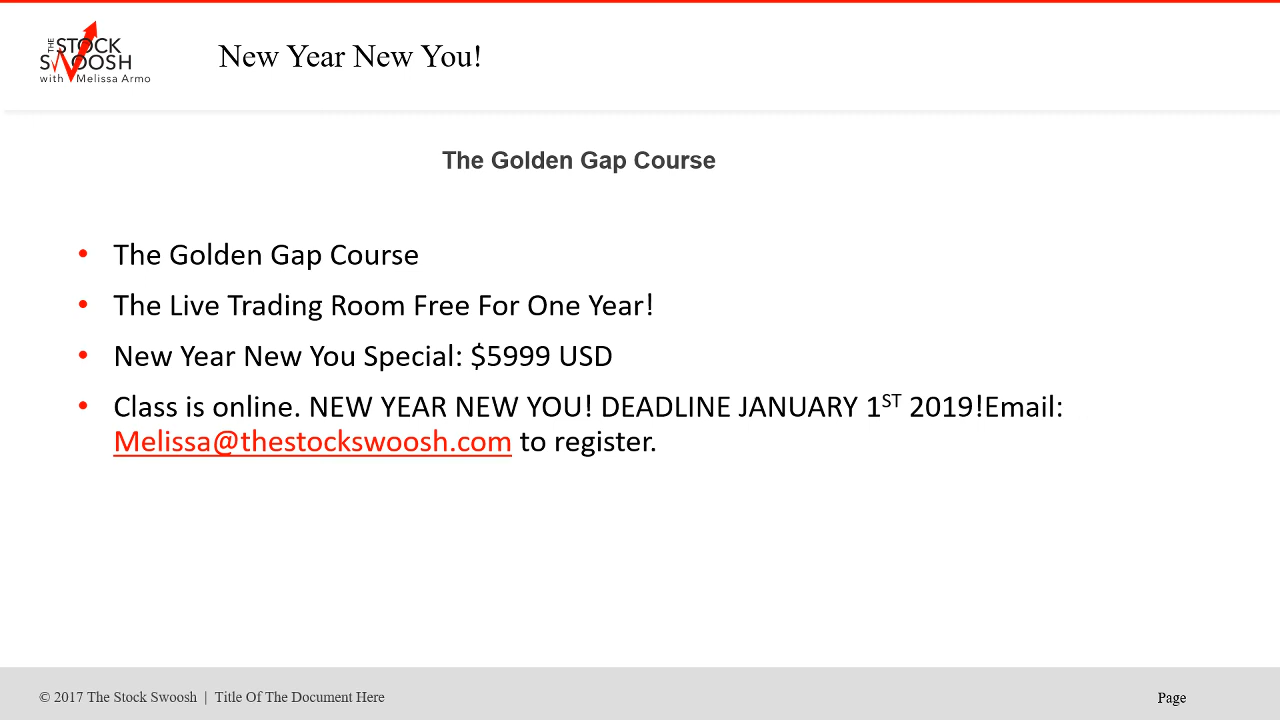 THE STOCK
SWOOSH
with Melissa Armo
New Year New You!
The Golden Gap Course
• The Golden Gap Course
• The Live Trading Room Free For One Year!
• New Year New You Special: $5999 USD
• Class is online. NEW YEAR NEW YOU! DEADLINE JANUARY 1ST 2019!Email:
Melissa@thestockswoosh.com to register.
© 2017 The Stock Swoosh | Title Of The Document Here
Page